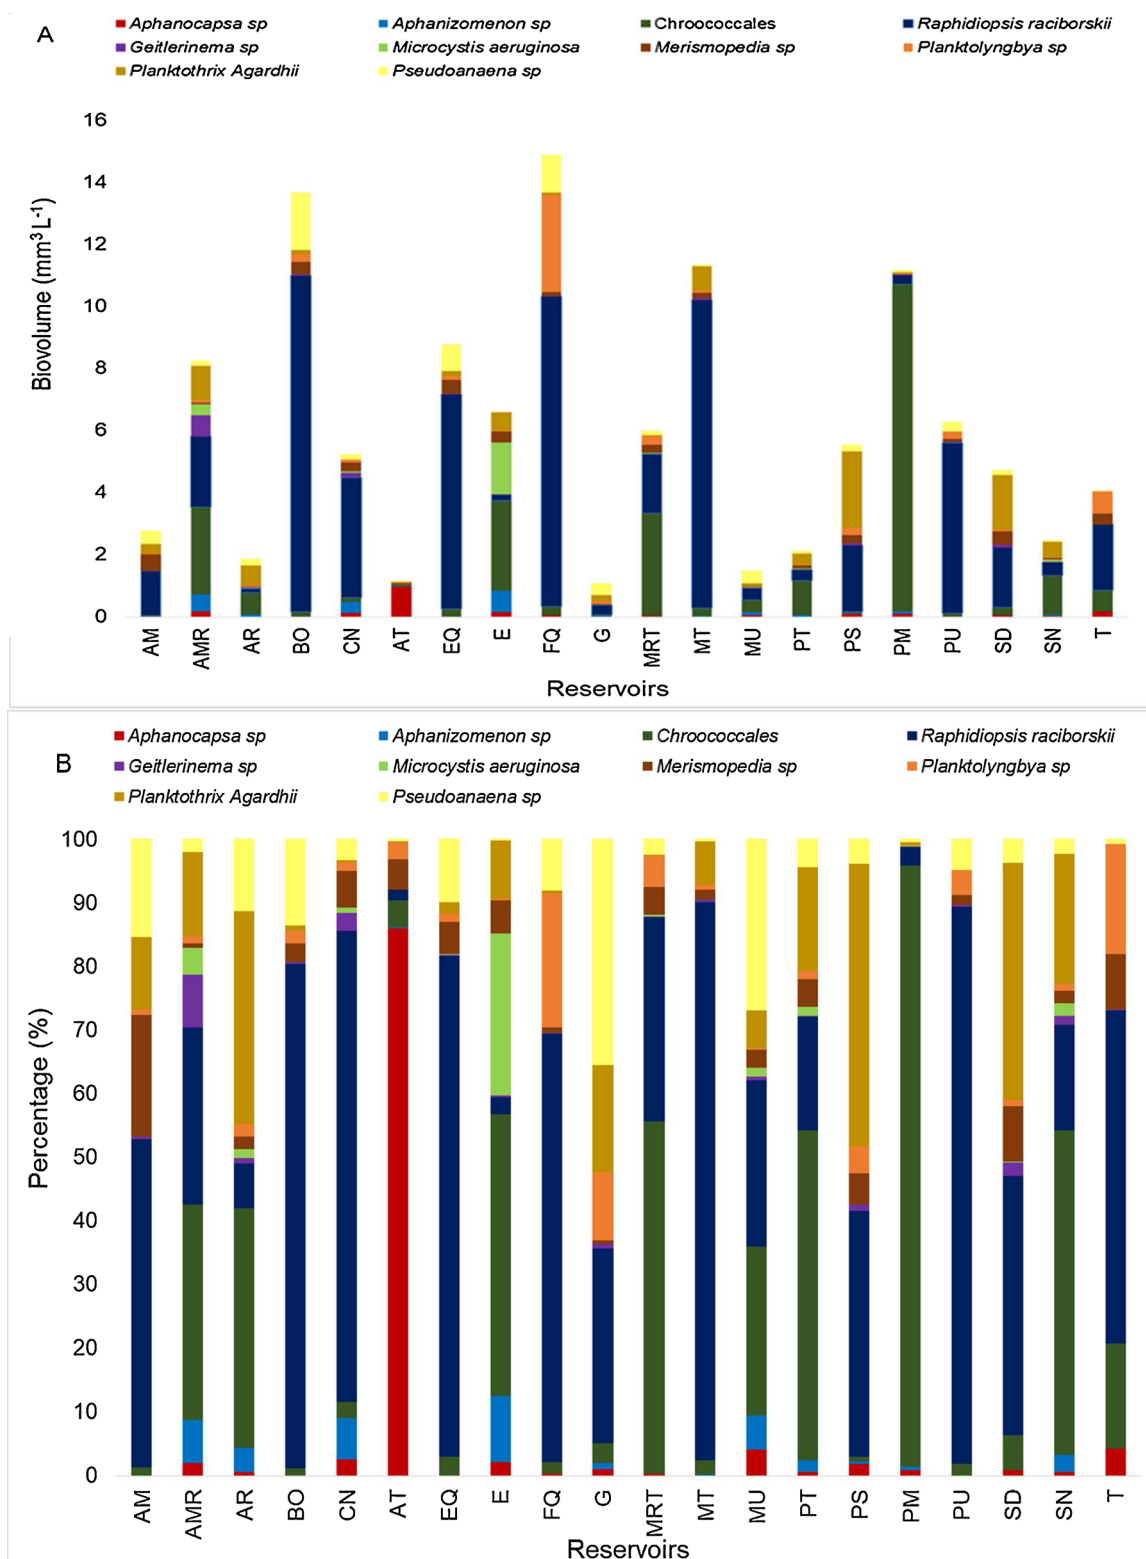 A
Aphanocapsa sp Aphanizomenon sp Chroococcales Raphidiopsis raciborskii
Geitlerinema sp Microcystis aeruginosa Merismopedia sp Planktolyngbya sp
Planktothrix Agardhii Pseudoanaena sp
Biovolume (mm³ L⁻¹)
16
14
12
10
8
6
4
2
0
AM AMR AR BO CN AT EQ E FQ G MRT MT MU PT PS PM PU SD SN T
Reservoirs
B
Aphanocapsa sp Aphanizomenon sp Chroococcales Raphidiopsis raciborskii
Geitlerinema sp Microcystis aeruginosa Merismopedia sp Planktolyngbya sp
Planktothrix Agardhii Pseudoanaena sp
Percentage (%)
100
90
80
70
60
50
40
30
20
10
0
AM AMR AR BO CN AT EQ E FQ G MRT MT MU PT PS PM PU SD SN T
Reservoirs